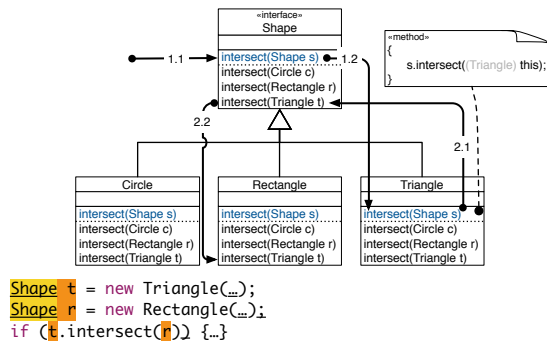 «interface»
Shape
intersect(Shape s)
intersect(Circle c)
intersect(Rectangle r)
intersect(Triangle t)
1.1
1.2
2.2
2.1
«method»
{
s.intersect((Triangle) this);
}
Circle
intersect(Shape s)
intersect(Circle c)
intersect(Rectangle r)
intersect(Triangle t)
Rectangle
intersect(Shape s)
intersect(Circle c)
intersect(Rectangle r)
intersect(Triangle t)
Triangle
intersect(Shape s)
intersect(Circle c)
intersect(Rectangle r)
intersect(Triangle t)
Shape t = new Triangle(…);
Shape r = new Rectangle(…);
if (t.intersect(r)) {…}